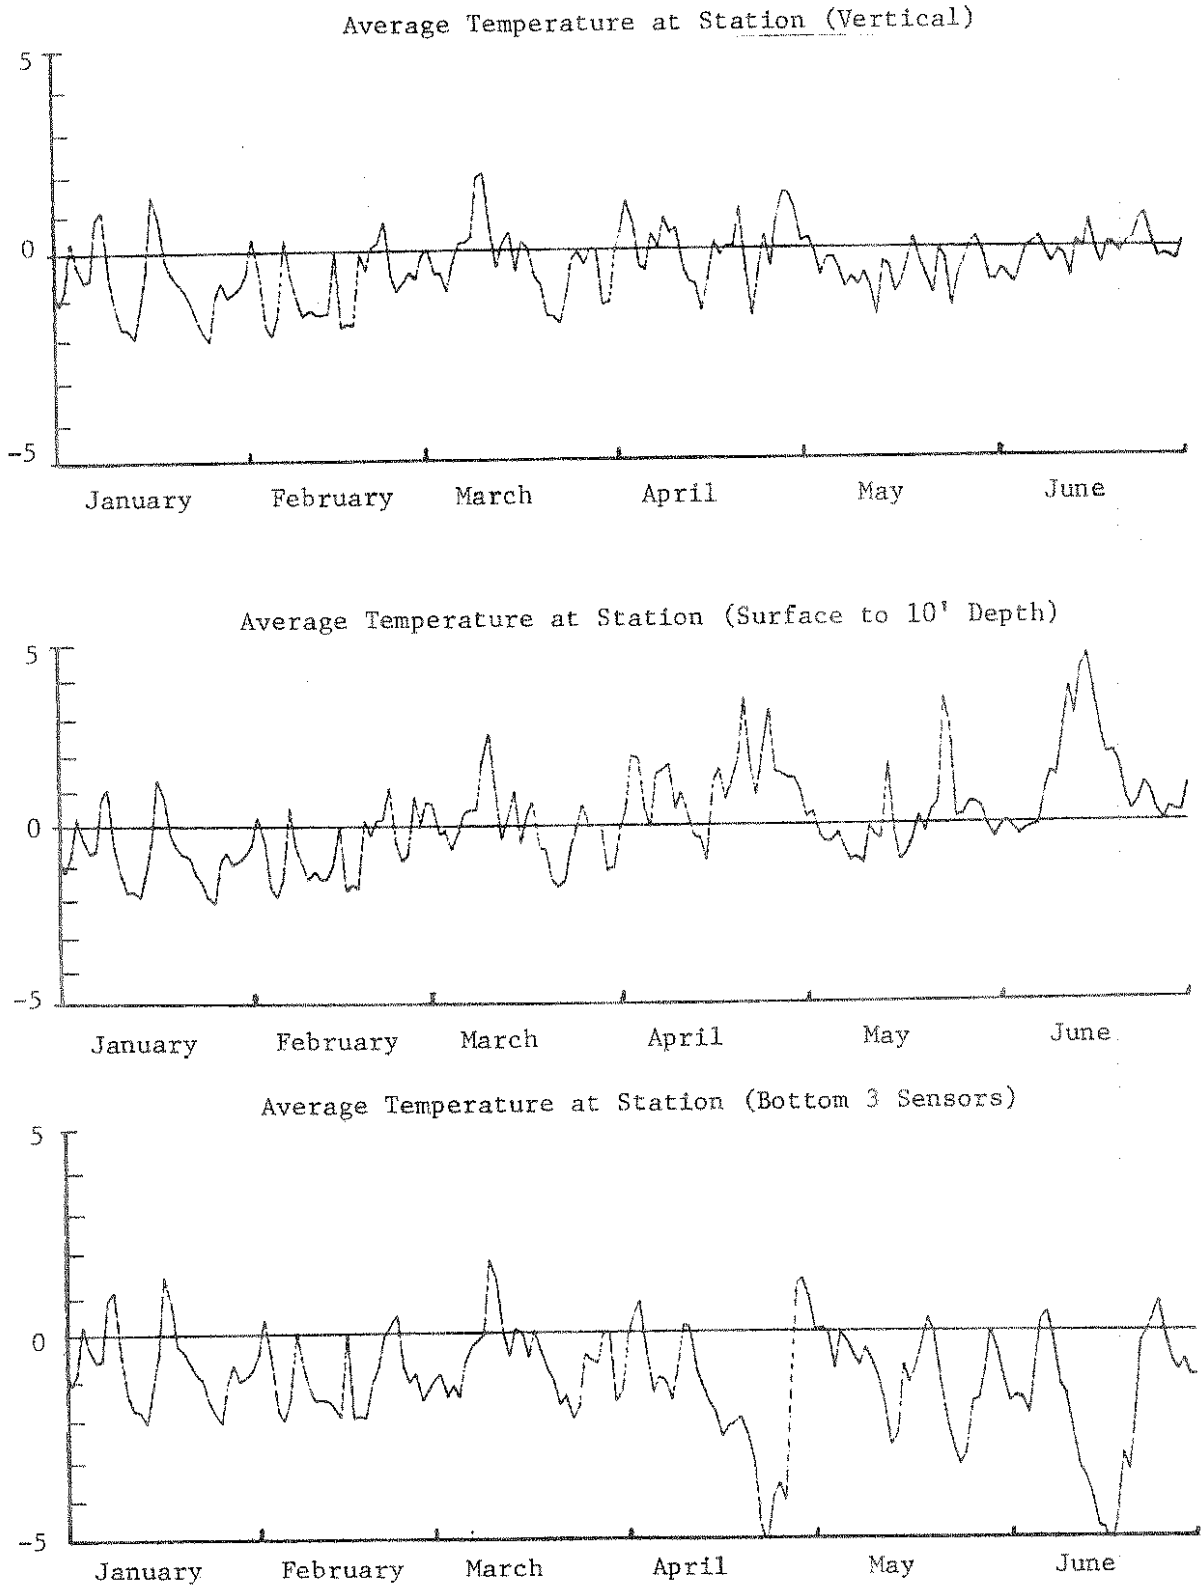 Average Temperature at Station (Vertical)
5
0
-5
January February March April May June
Average Temperature at Station (Surface to 10' Depth)
5
0
-5
January February March April May June
Average Temperature at Station (Bottom 3 Sensors)
5
0
-5
January February March April May June